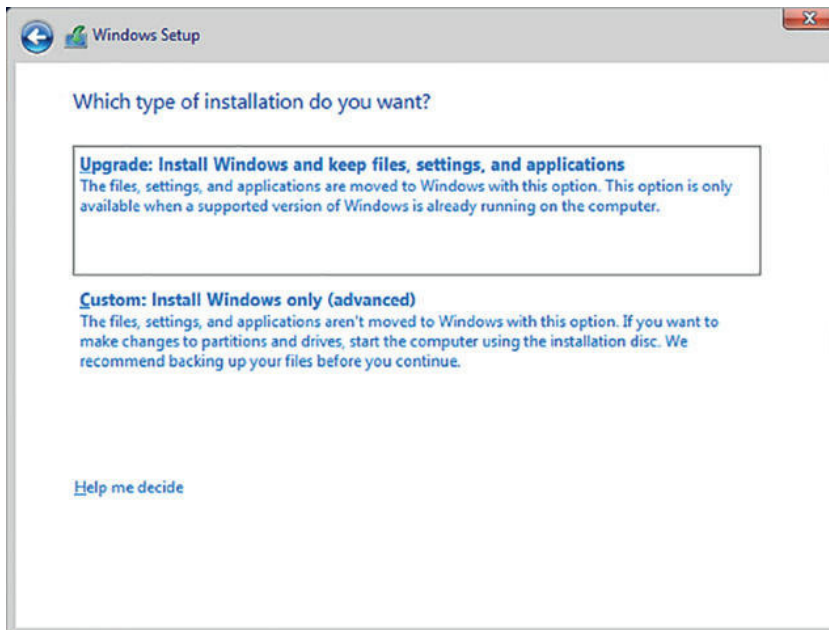 Windows Setup
Which type of installation do you want?
Upgrade: Install Windows and keep files, settings, and applications
The files, settings, and applications are moved to Windows with this option. This option is only
available when a supported version of Windows is already running on the computer.
Custom: Install Windows only (advanced)
The files, settings, and applications aren't moved to Windows with this option. If you want to
make changes to partitions and drives, start the computer using the installation disc. We
recommend backing up your files before you continue.
Help me decide